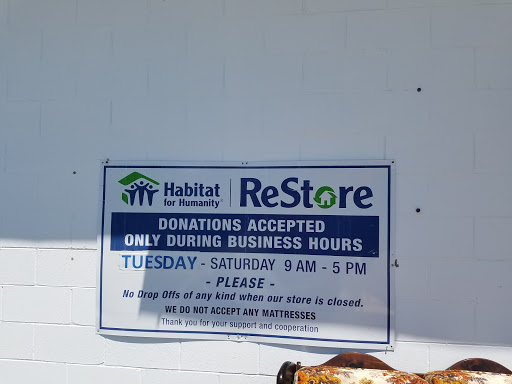 Habitat for Humanity®
ReStore
DONATIONS ACCEPTED
ONLY DURING BUSINESS HOURS
TUESDAY - SATURDAY 9 AM - 5 PM
- PLEASE -
No Drop Offs of any kind when our store is closed.
WE DO NOT ACCEPT ANY MATTRESSES
Thank you for your support and cooperation